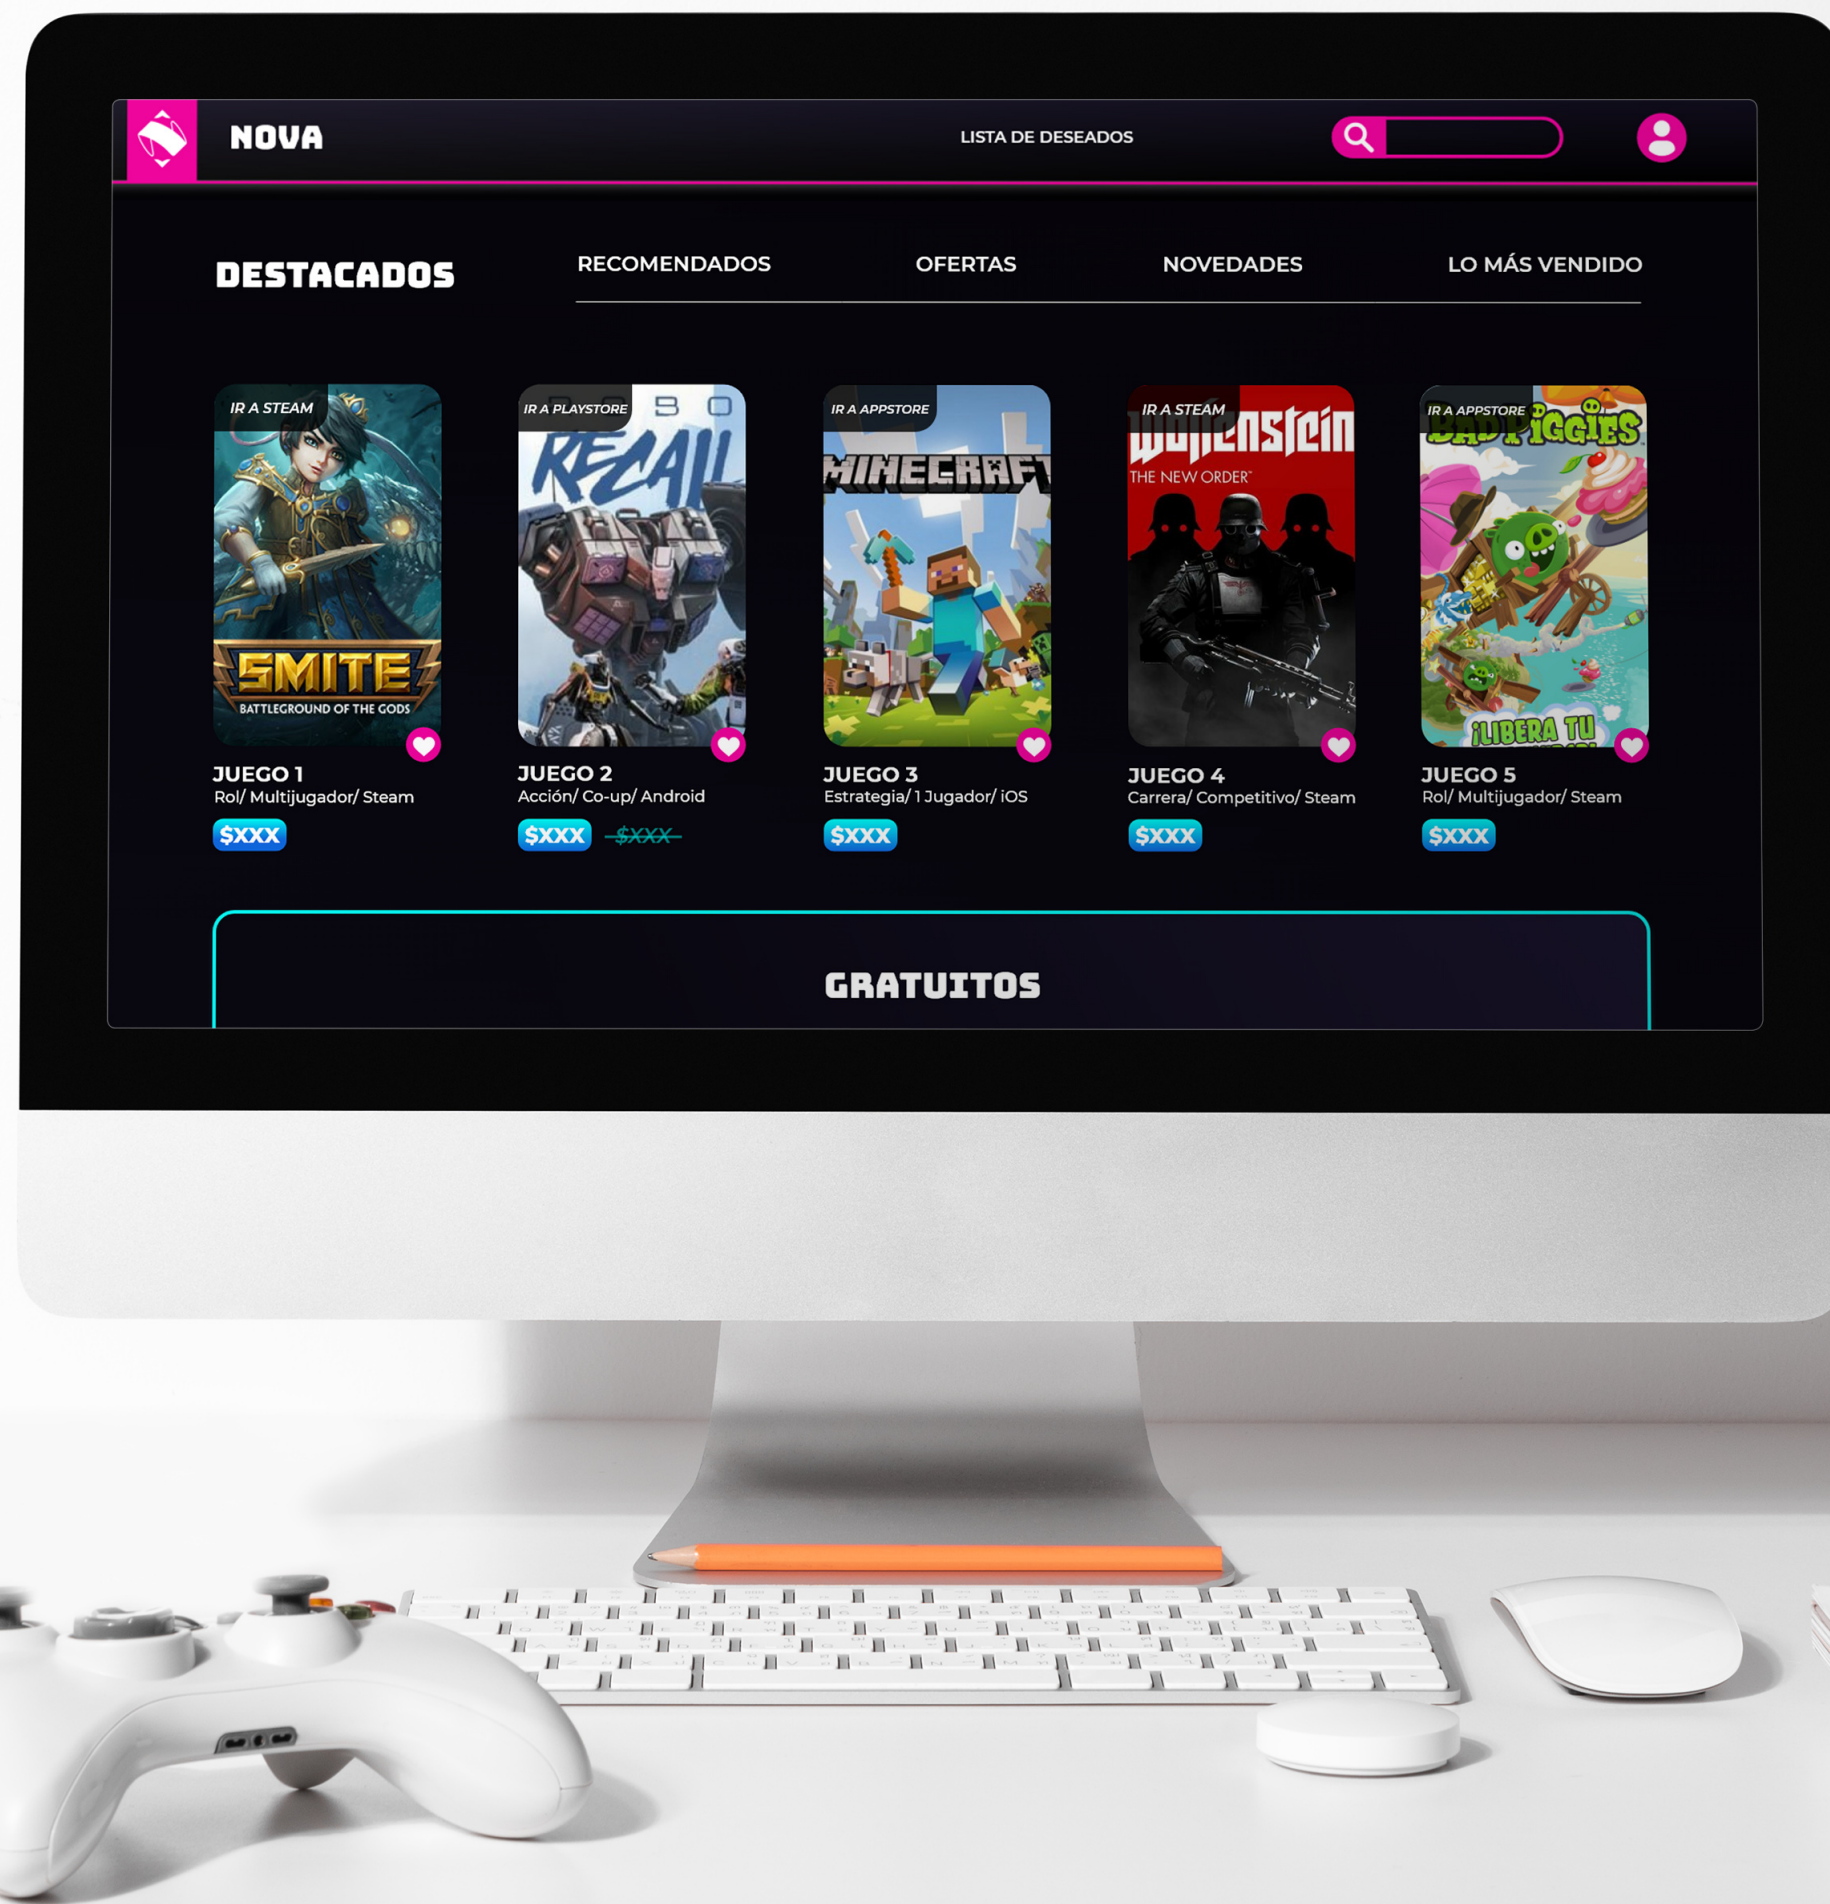 NOVA
LISTA DE DESEADOS
DESTACADOS
RECOMENDADOS
OFERTAS
NOVEDADES
LO MÁS VENDIDO
IR A STEAM
SMITE
BATTLEGROUND OF THE GODS
JUEGO 1
Rol/ Multijugador/ Steam
$XXX
IR A PLAYSTORE
BO
RECALL
JUEGO 2
Acción/ Co-up/ Android
$XXX $XXX
IR A APPSTORE
MINECRAFT
JUEGO 3
Estrategia/ 1 Jugador/ iOS
$XXX
IR A STEAM
Wolfenstein
THE NEW ORDER™
JUEGO 4
Carrera/ Competitivo/ Steam
$XXX
IR A APPSTORE
BAD PIGGIES
¡LIBERA TU
JUEGO 5
Rol/ Multijugador/ Steam
$XXX
GRATUITOS